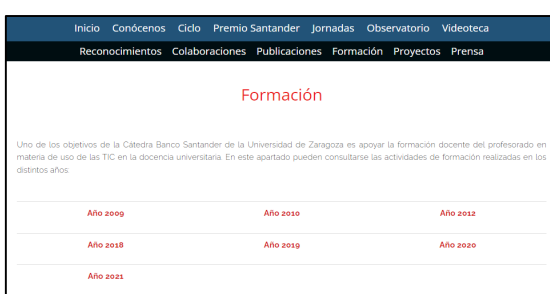 Inicio Conócenos Ciclo Premio Santander Jornadas Observatorio Videoteca
Reconocimientos Colaboraciones Publicaciones Formación Proyectos Prensa
Formación
Uno de los objetivos de la Cátedra Banco Santander de la Universidad de Zaragoza es apoyar la formación docente del profesorado en
materia de uso de las TIC en la docencia universitaria. En este apartado pueden consultarse las actividades de formación realizadas en los
distintos años.
Año 2009 Año 2010 Año 2012
Año 2018 Año 2019 Año 2020
Año 2021